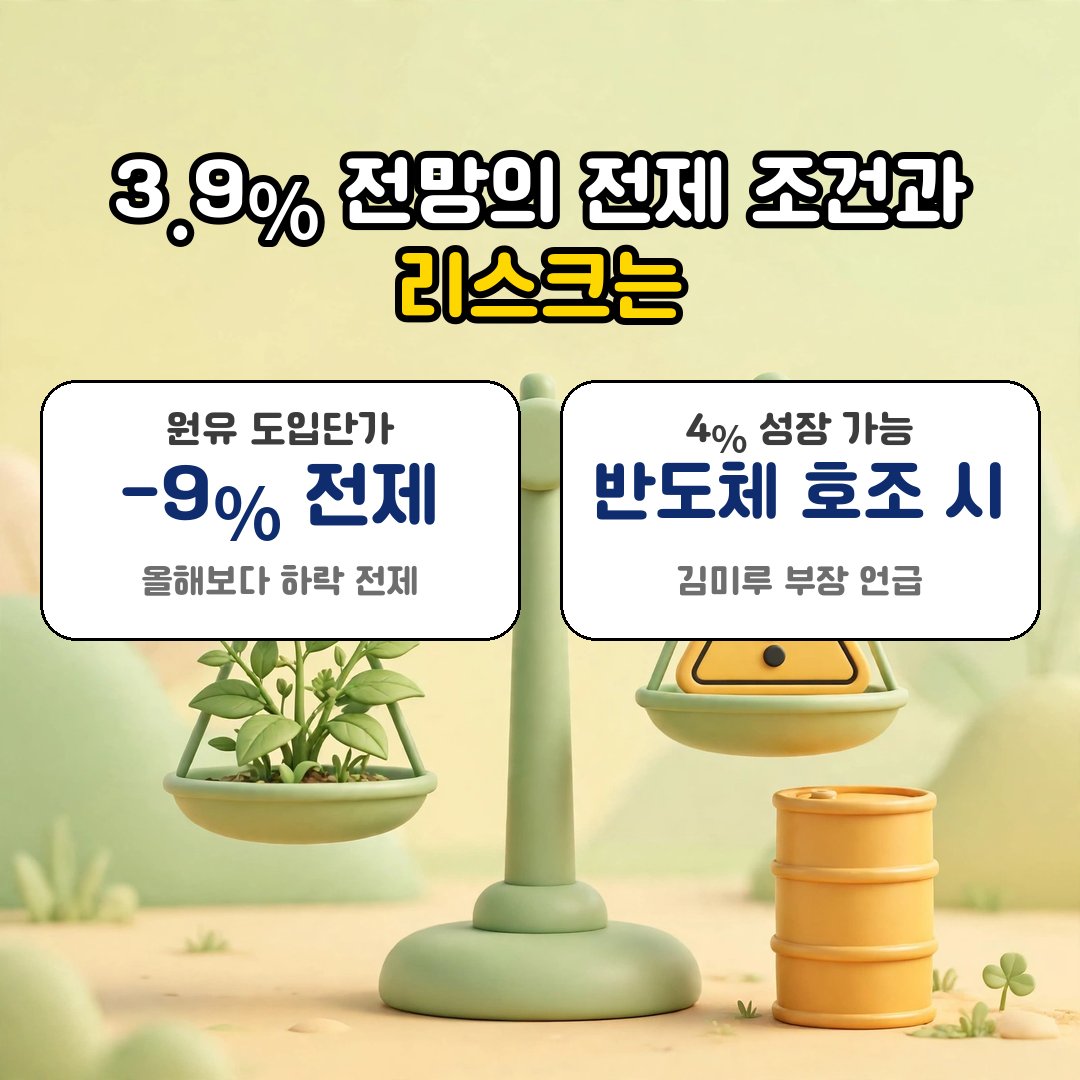 3.9% 전망의 전제 조건과
리스크는
원유 도입단가
-9% 전제
올해보다 하락 전제
4% 성장 가능
반도체 호조 시
김미루 부장 언급